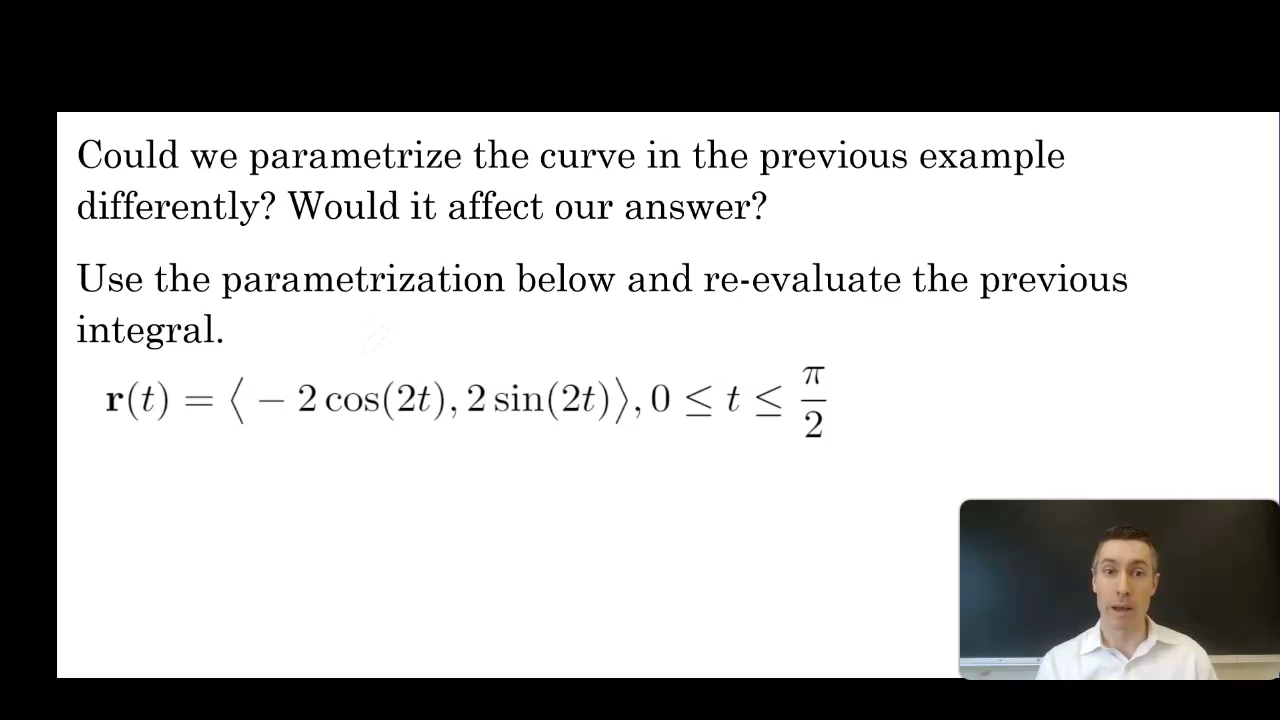 Could we parametrize the curve in the previous example
differently? Would it affect our answer?
Use the parametrization below and re-evaluate the previous
integral.
r(t) = ⟨ − 2 cos(2t), 2 sin(2t)⟩, 0 ≤ t ≤ π/2